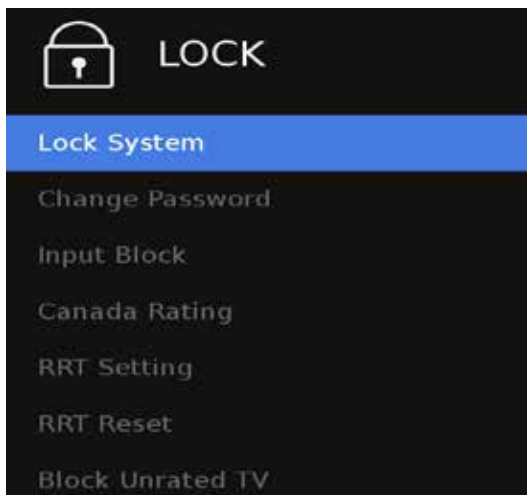 LOCK
Lock System
Change Password
Input Block
Canada Rating
RRT Setting
RRT Reset
Block Unrated TV